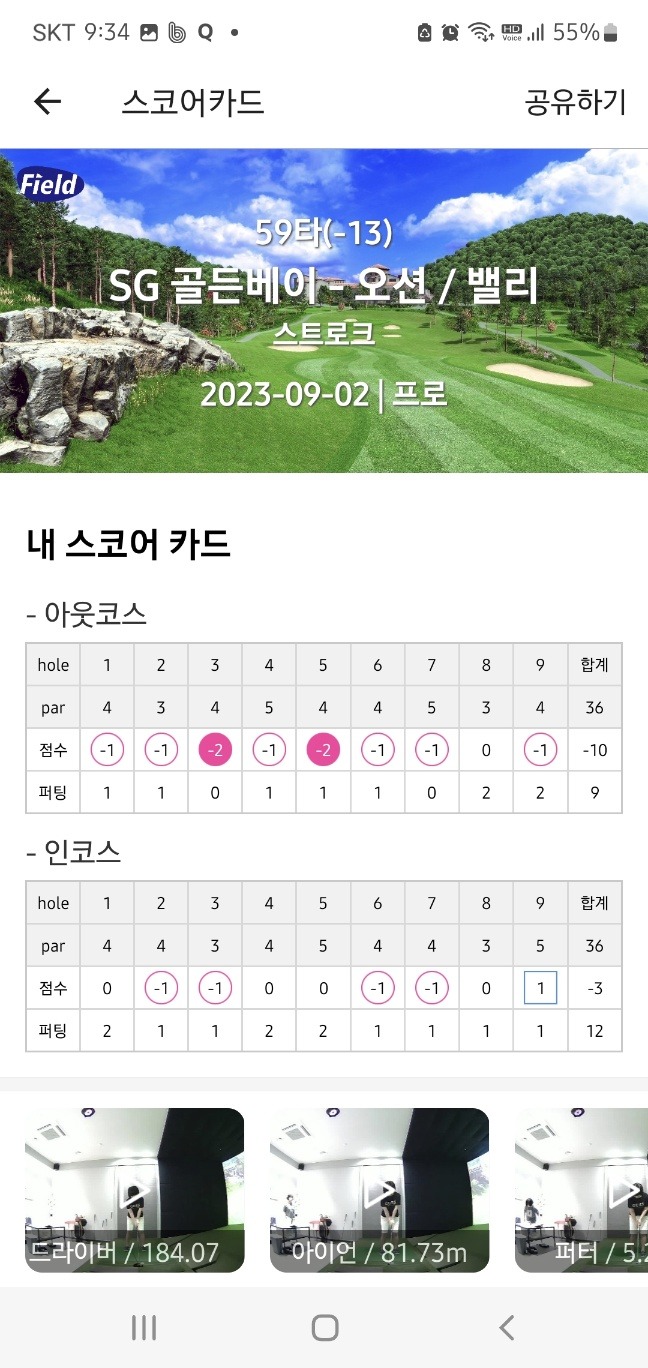 SKT 9:34
HD Voice 55%
스코어카드 공유하기
Field
59타(-13)
SG 골든베이 - 오션 / 밸리
스트로크
2023-09-02 | 프로
내 스코어 카드
- 아웃코스
hole 1 2 3 4 5 6 7 8 9 합계
par 4 3 4 5 4 4 5 3 4 36
점수 -1 -1 -2 -1 -2 -1 -1 0 -1 -10
퍼팅 1 1 0 1 1 1 0 2 2 9
- 인코스
hole 1 2 3 4 5 6 7 8 9 합계
par 4 4 3 4 5 4 4 3 5 36
점수 0 -1 -1 0 0 -1 -1 0 1 -3
퍼팅 2 1 1 2 2 1 1 1 1 12
드라이버 / 184.07
아이언 / 81.73m
퍼터 / 5.